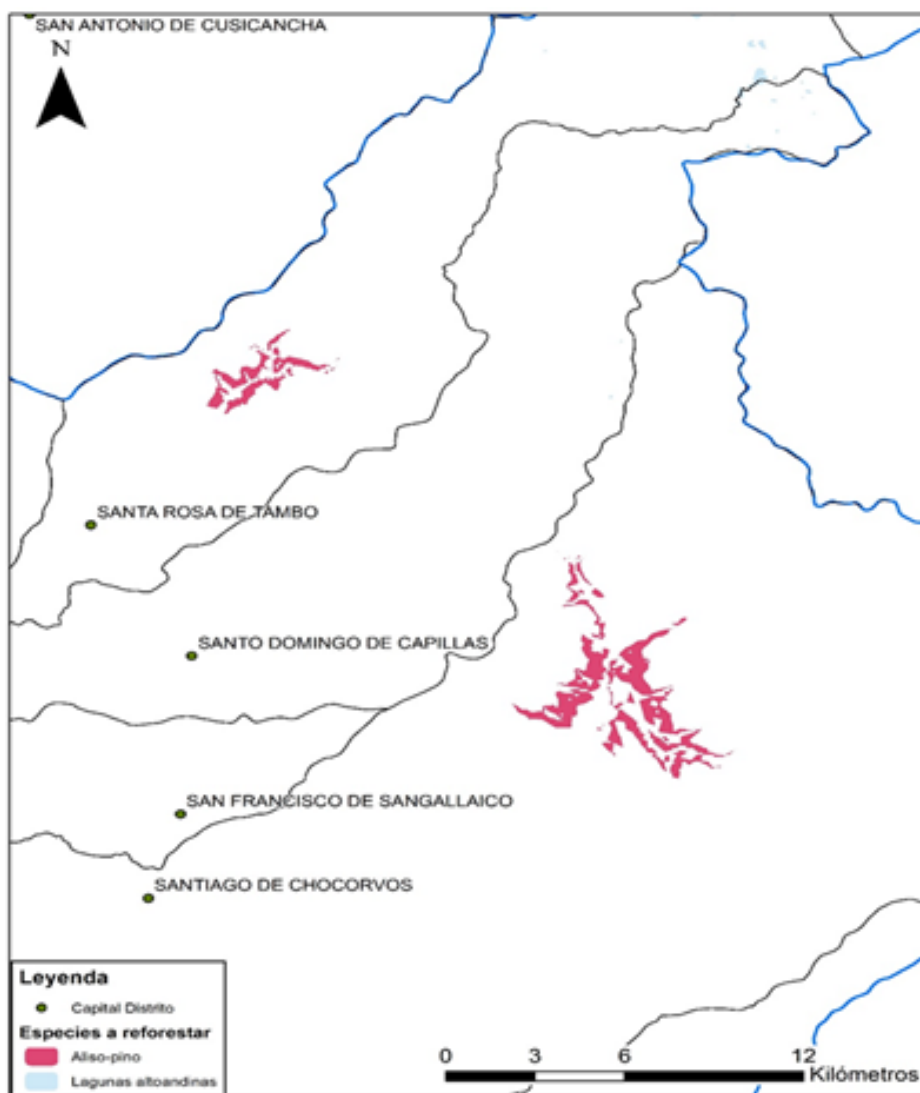 SAN ANTONIO DE CUSICANCHA
N
SANTA ROSA DE TAMBO
SANTO DOMINGO DE CAPILLAS
SAN FRANCISCO DE SANGALLAICO
SANTIAGO DE CHOCORVOS
Leyenda
Capital Distrito
Especies a reforestar
Aliso-pino
Lagunas altoandinas
0 3 6 12
Kilómetros